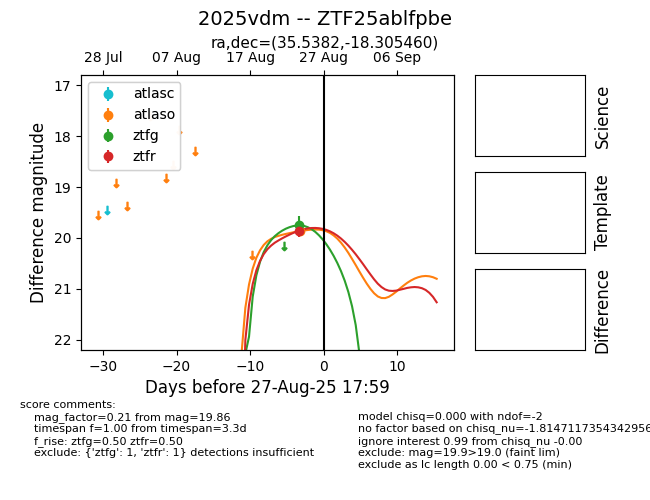 2025vdm -- ZTF25ablfpbe
ra,dec=(35.5382,-18.305460)
28 Jul 07 Aug 17 Aug 27 Aug 06 Sep
atlasc
atlaso
ztfg
ztfr
17
18
19
20
21
22
Difference magnitude
−30 −20 −10 0 10
Days before 27-Aug-25 17:59
Science
Template
Difference
score comments:
mag_factor=0.21 from mag=19.86
timespan f=1.00 from timespan=3.3d
f_rise: ztfg=0.50 ztfr=0.50
exclude: {'ztfg': 1, 'ztfr': 1} detections insufficient
model chisq=0.000 with ndof=-2
no factor based on chisq_nu=-1.8147117354342956
ignore interest 0.99 from chisq_nu -0.00
exclude: mag=19.9>19.0 (faint lim)
exclude as lc length 0.00 < 0.75 (min)